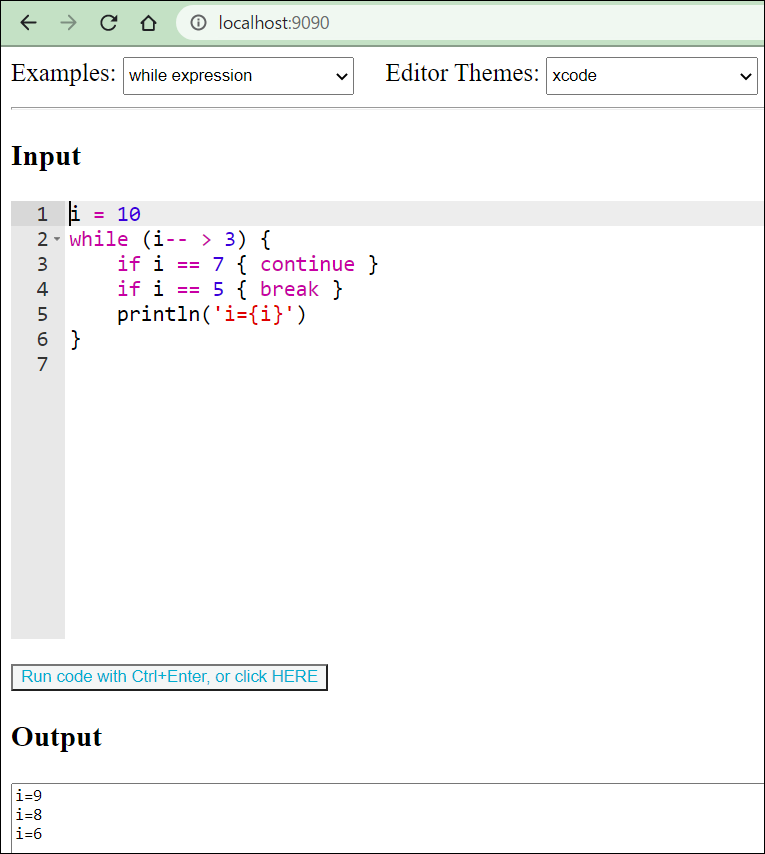 localhost:9090
Examples: while expression Editor Themes: xcode
Input
1 i = 10
2 while (i-- > 3) {
3     if i == 7 { continue }
4     if i == 5 { break }
5     println('i={i}')
6 }
7
Run code with Ctrl+Enter, or click HERE
Output
i=9
i=8
i=6